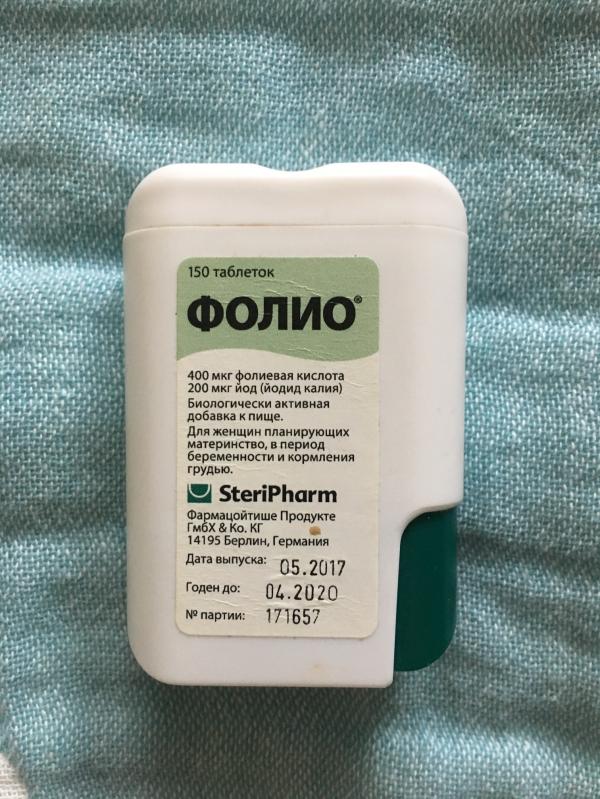 150 таблеток
ФОЛИО®
400 мкг фолиевая кислота
200 мкг йод (йодид калия)
Биологически активная
добавка к пище.
Для женщин планирующих
материнство, в период
беременности и кормления
грудью.
SteriPharm
Фармацойтише Продукте
ГмбХ & Ко. КГ
14195 Берлин, Германия
Дата выпуска: 05.2017
Годен до: 04.2020
№ партии: 171657